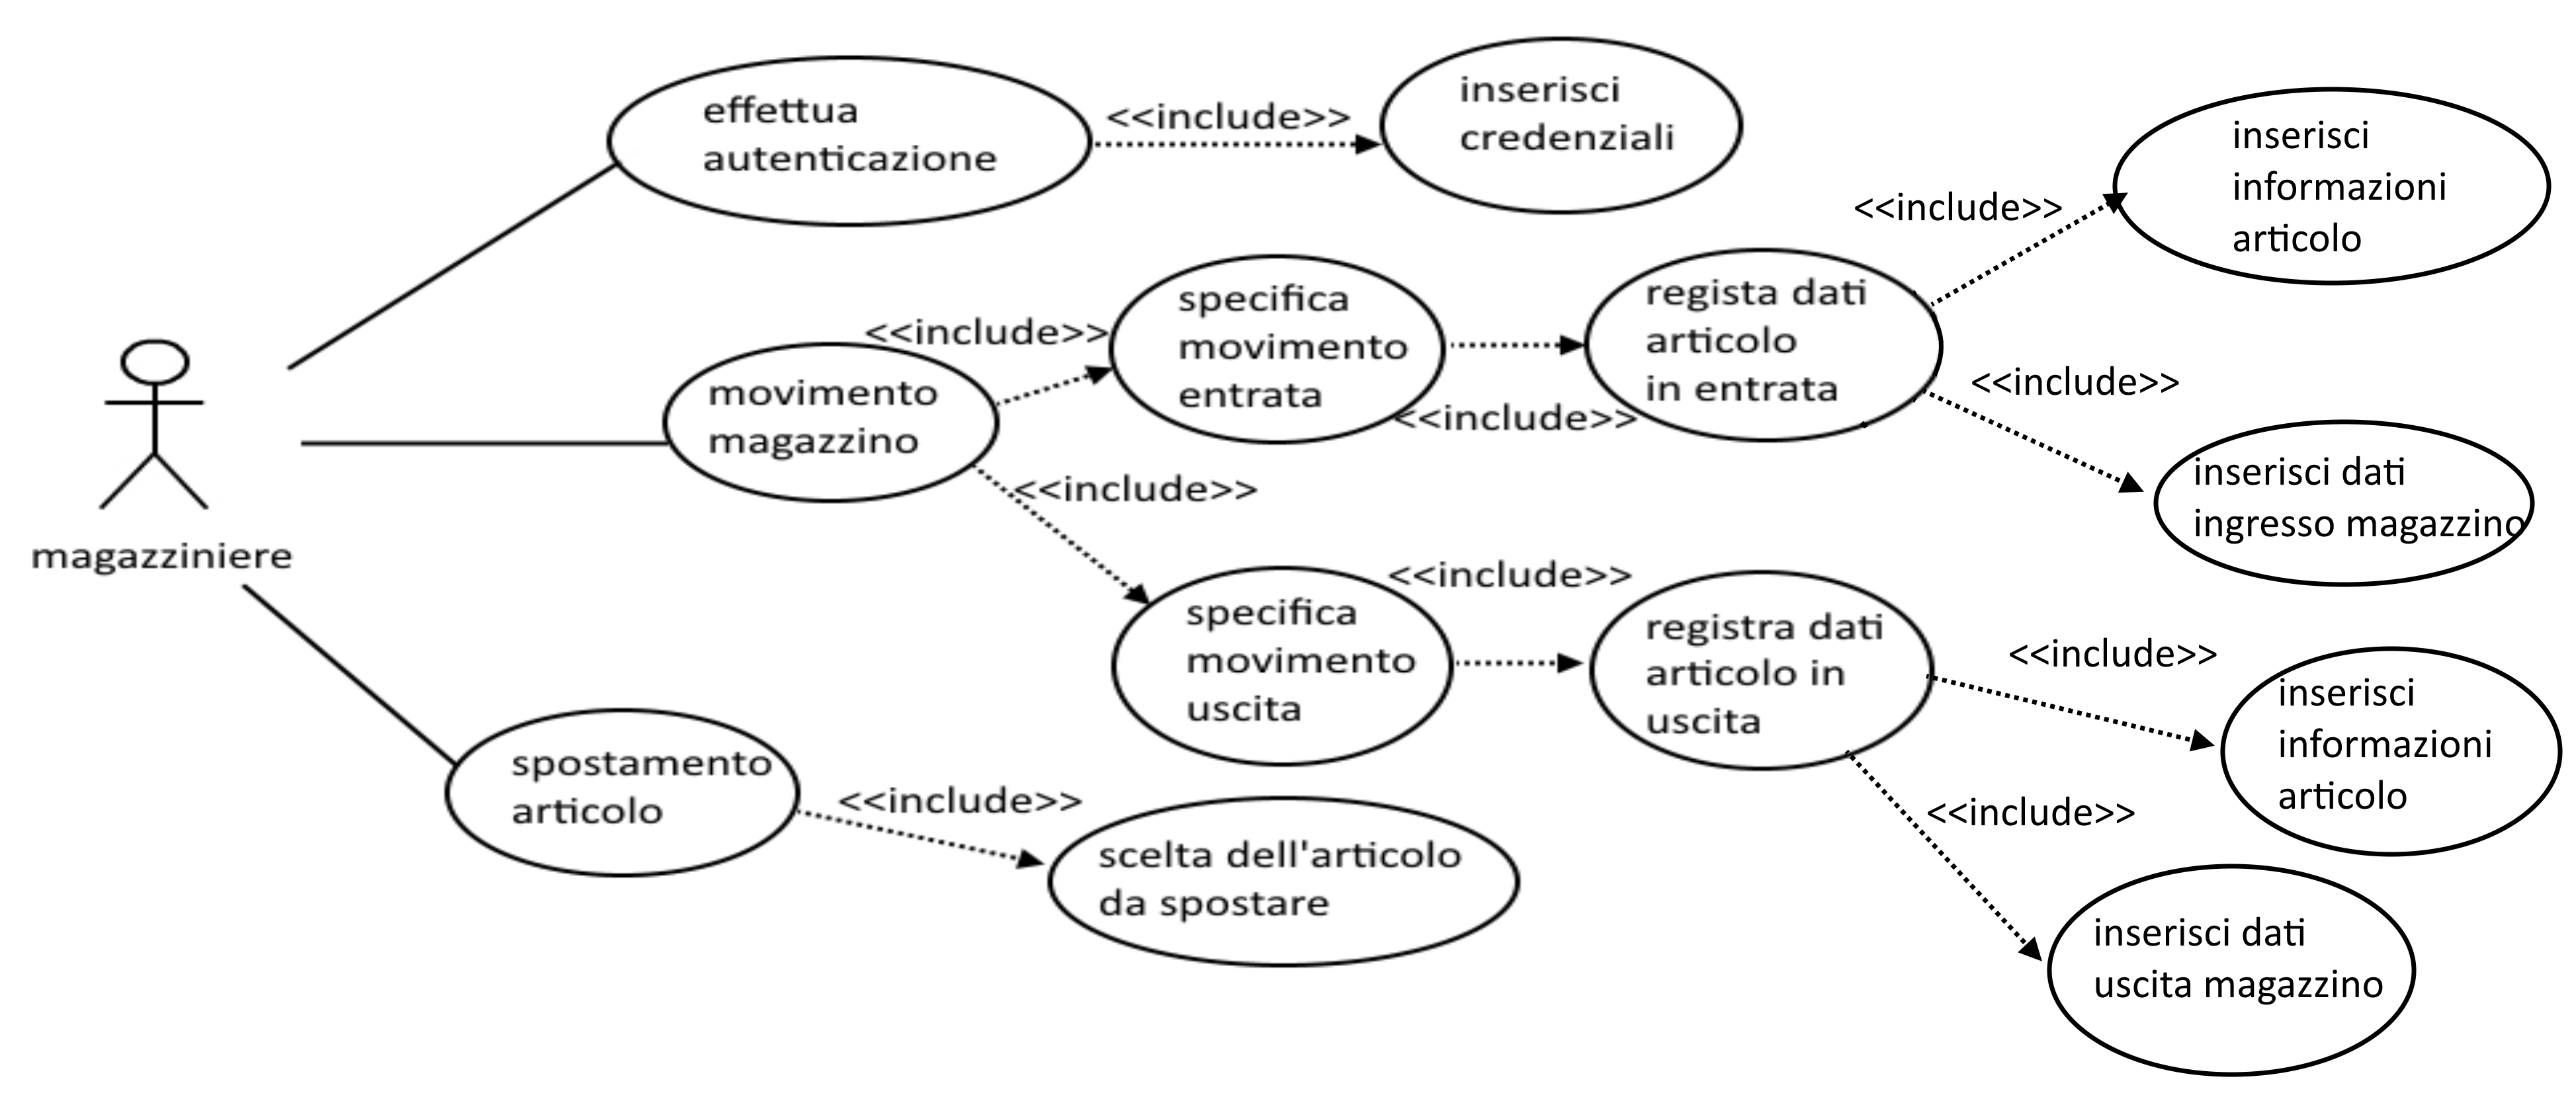 effettua
autenticazione
<<include>>
inserisci
credenziali
inserisci
informazioni
articolo
<<include>>
<<include>>
specifica
movimento
entrata
regista dati
articolo
in entrata
<<include>>
movimento
magazzino
<<include>>
<<include>>
inserisci dati
ingresso magazzino
magazziniere
specifica
movimento
uscita
<<include>>
registra dati
articolo in
uscita
<<include>>
inserisci
informazioni
articolo
spostamento
articolo
<<include>>
scelta dell'articolo
da spostare
<<include>>
inserisci dati
uscita magazzino